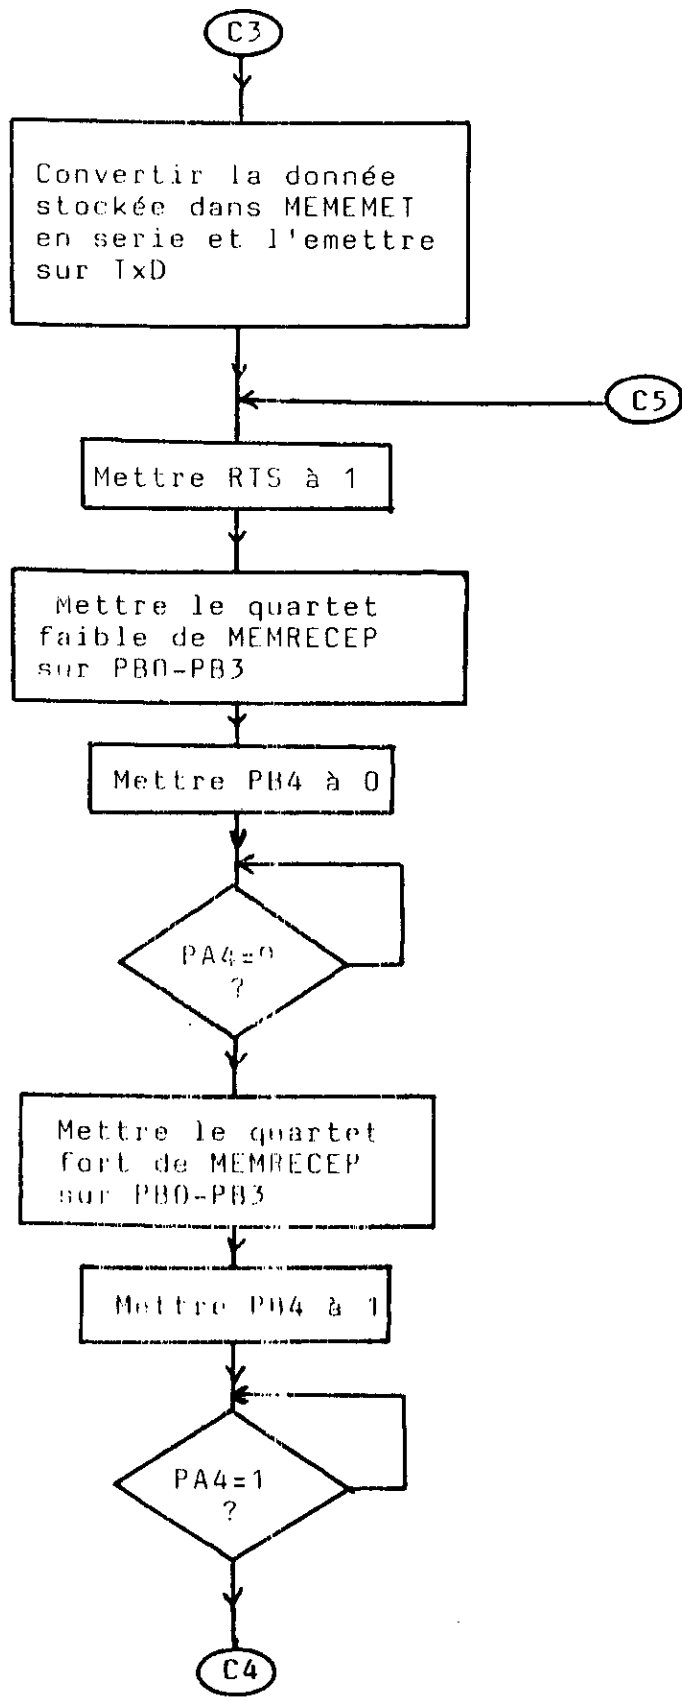 C3
Convertir la donnée
stockée dans MEMEMET
en serie et l'emettre
sur TxD
C5
Mettre RTS à 1
Mettre le quartet
faible de MEMRECEP
sur PB0-PB3
Mettre PB4 à 0
PA4=0
?
Mettre le quartet
fort de MEMRECEP
sur PB0-PB3
Mettre PB4 à 1
PA4=1
?
C4